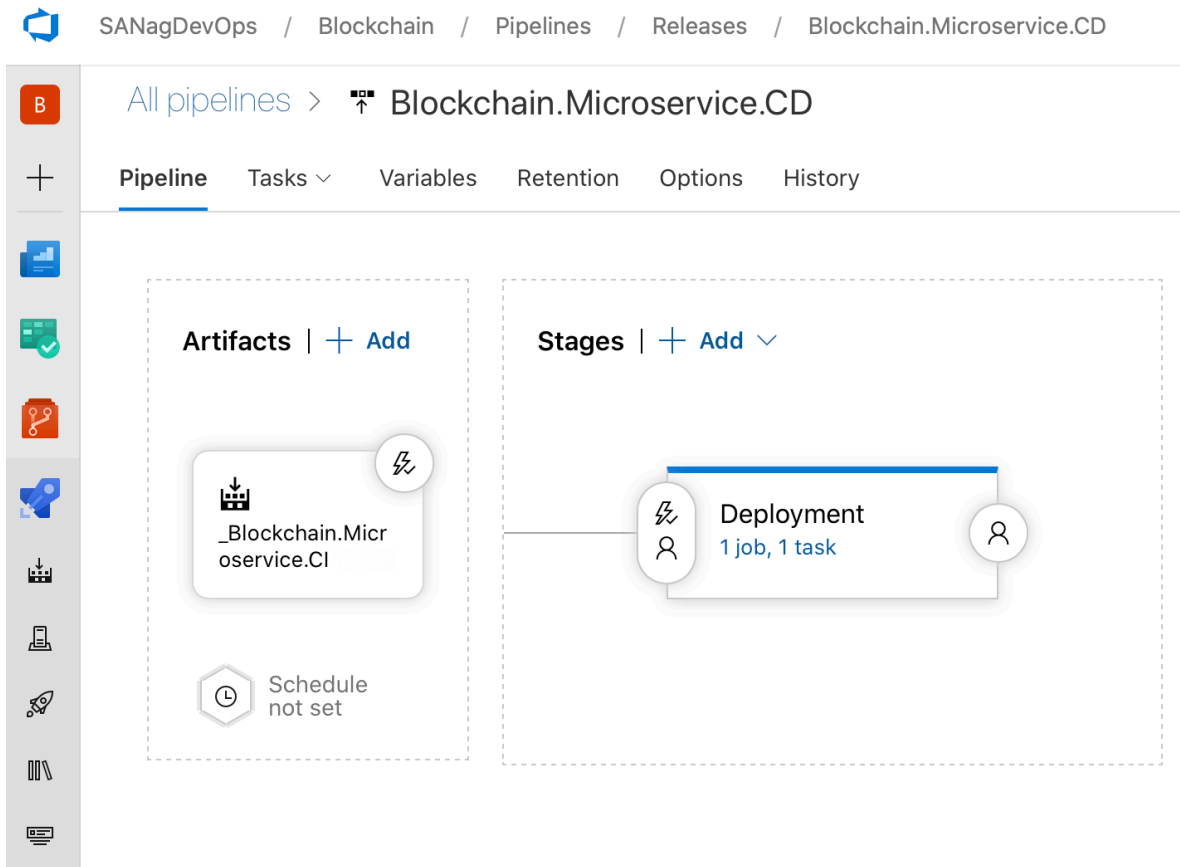 SANagDevOps / Blockchain / Pipelines / Releases / Blockchain.Microservice.CD
B
All pipelines > Blockchain.Microservice.CD
Pipeline Tasks Variables Retention Options History
Artifacts | + Add
Stages | + Add
_Blockchain.Micr
oservice.CI
Deployment
1 job, 1 task
Schedule
not set